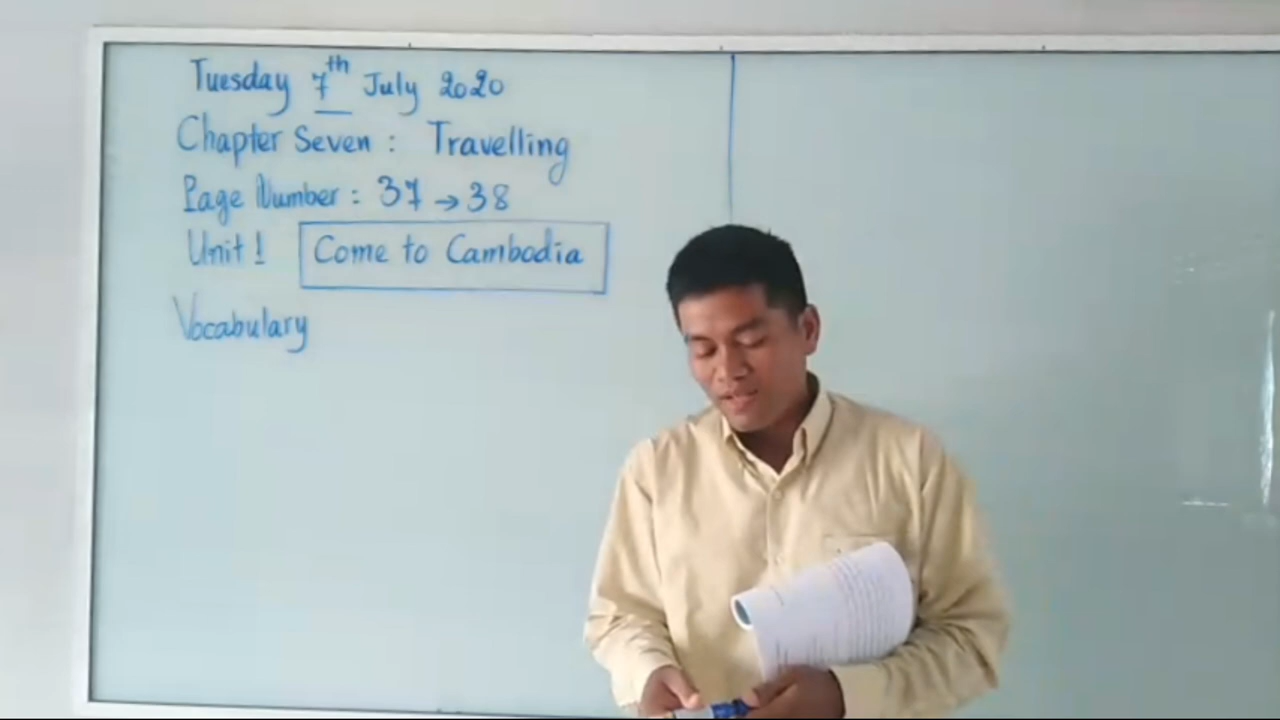 Tuesday 7th July 2020
Chapter Seven : Travelling
Page Number : 37 → 38
Unit 1 Come to Cambodia
Vocabulary